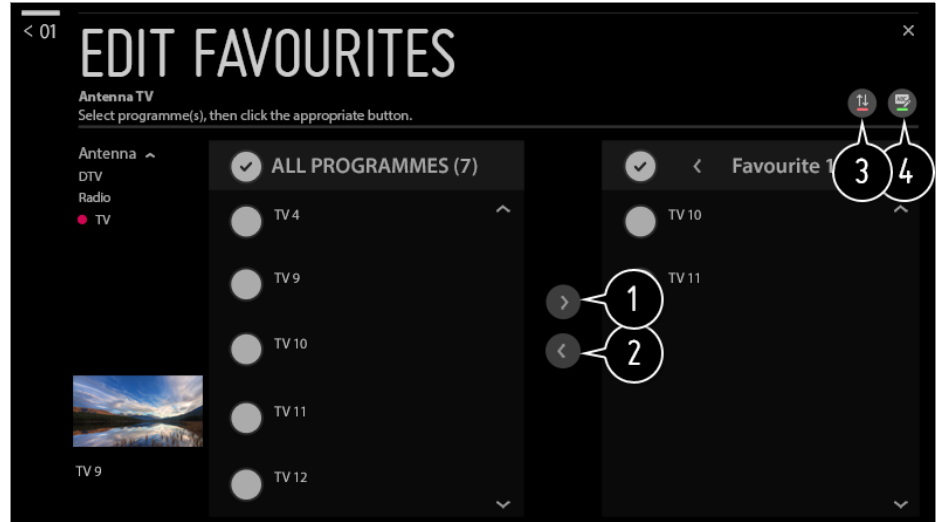 < 01
EDIT FAVOURITES
Antenna TV
Select programme(s), then click the appropriate button.
Antenna
DTV
Radio
TV
TV 9
ALL PROGRAMMES (7)
TV 4
TV 9
TV 10
TV 11
TV 12
1
2
Favourite 1
TV 10
TV 11
3
4
ABC